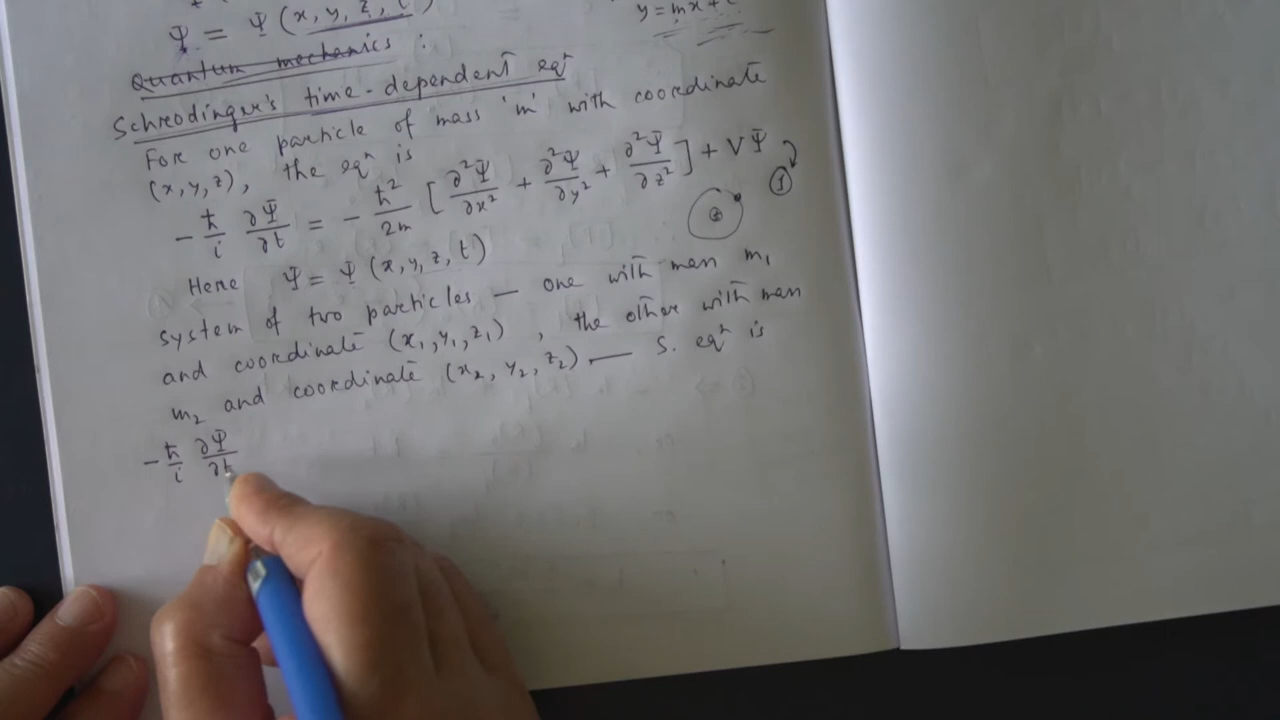 Ψ = Ψ (x, y, z, t)
y = mx + c
Quantum mechanics :
Schrodinger's time-dependent eqⁿ
For one particle of mass 'm' with coordinate
(x, y, z), the eqⁿ is
-ħ/i ∂Ψ/∂t = - ħ²/2m [∂²Ψ/∂x² + ∂²Ψ/∂y² + ∂²Ψ/∂z²] + VΨ
①
Here Ψ = Ψ (x, y, z, t)
system of two particles — one with mass m₁
and coordinate (x₁, y₁, z₁), the other with mass
m₂ and coordinate (x₂, y₂, z₂) — S. eqⁿ is
-ħ/i ∂Ψ/∂t